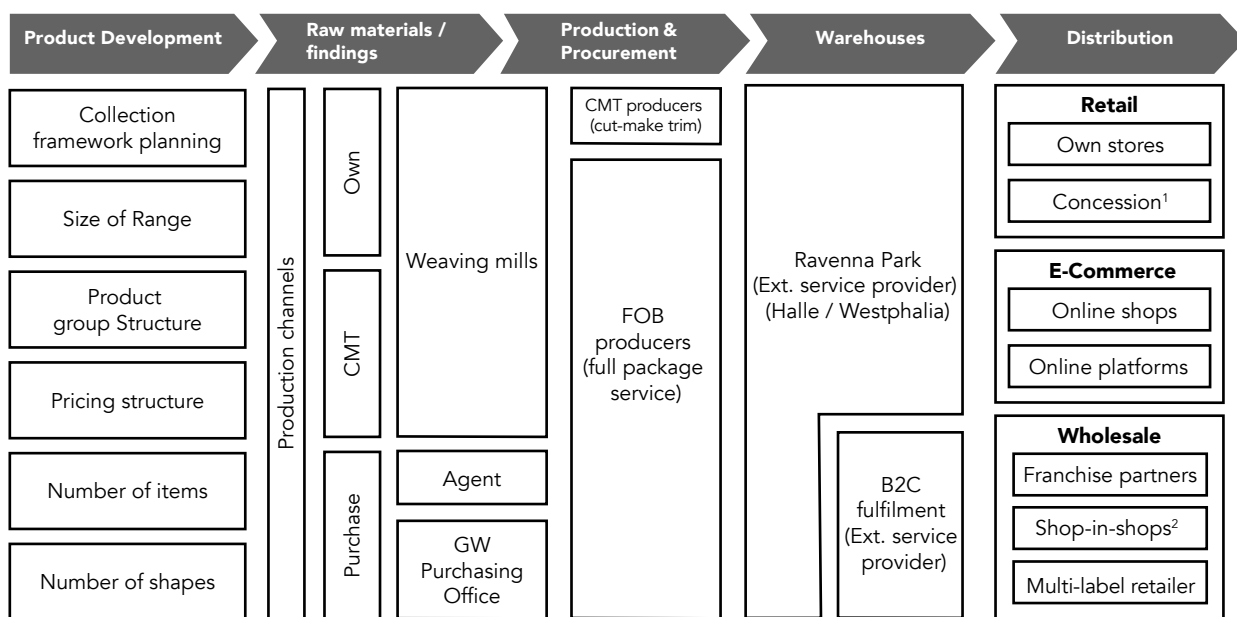 Product Development
Raw materials /
findings
Production &
Procurement
Warehouses
Distribution
Collection
framework planning
Size of Range
Product
group Structure
Pricing structure
Number of items
Number of shapes
Production channels
Own
CMT
Purchase
Weaving mills
Agent
GW
Purchasing
Office
CMT producers
(cut-make trim)
FOB
producers
(full package
service)
Ravenna Park
(Ext. service provider)
(Halle / Westphalia)
B2C
fulfilment
(Ext. service
provider)
Retail
Own stores
Concession¹
E-Commerce
Online shops
Online platforms
Wholesale
Franchise partners
Shop-in-shops²
Multi-label retailer